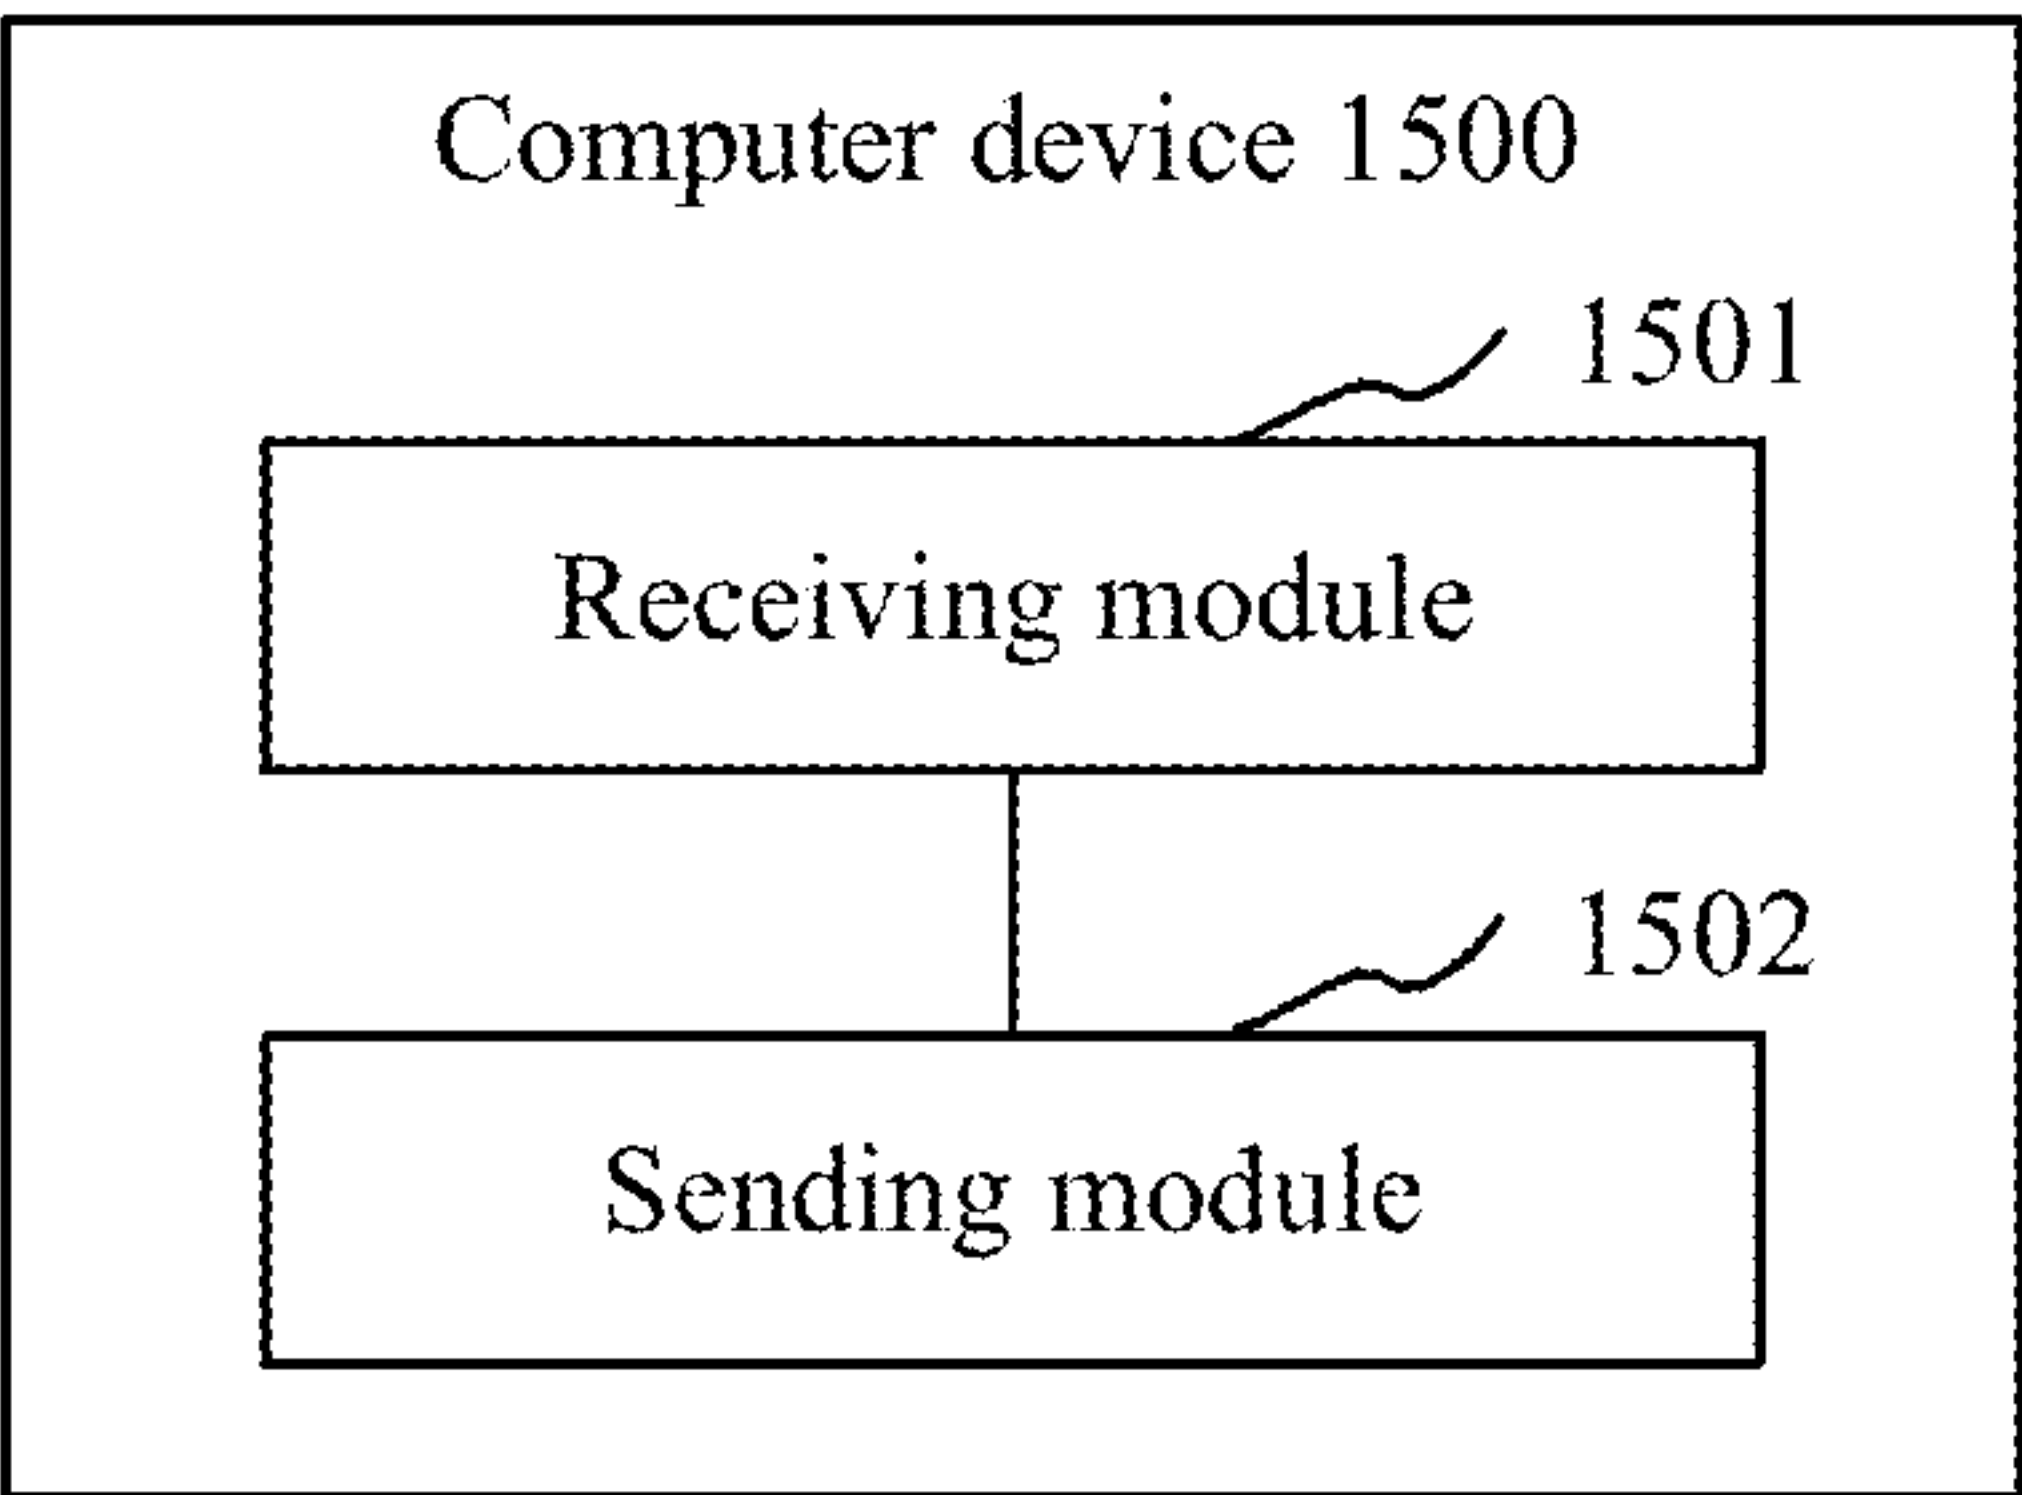 Computer device 1500
1501
Receiving module
1502
Sending module